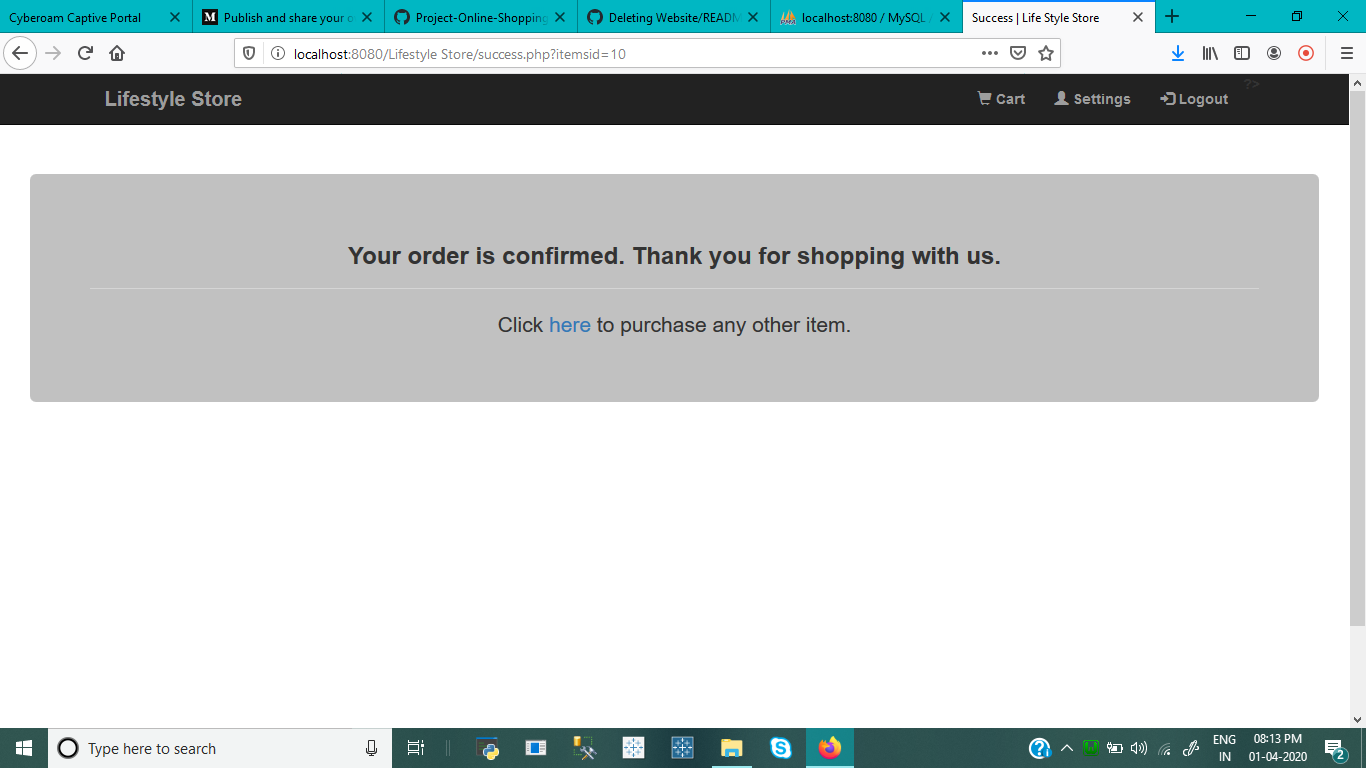 Cyberoam Captive Portal
Publish and share your o
Project-Online-Shopping
Deleting Website/READM
localhost:8080 / MySQL /
Success | Life Style Store
localhost:8080/Lifestyle Store/success.php?itemsid=10
Lifestyle Store
Cart
Settings
Logout
?>
Your order is confirmed. Thank you for shopping with us.
Click here to purchase any other item.
Type here to search
ENG
IN
08:13 PM
01-04-2020
2